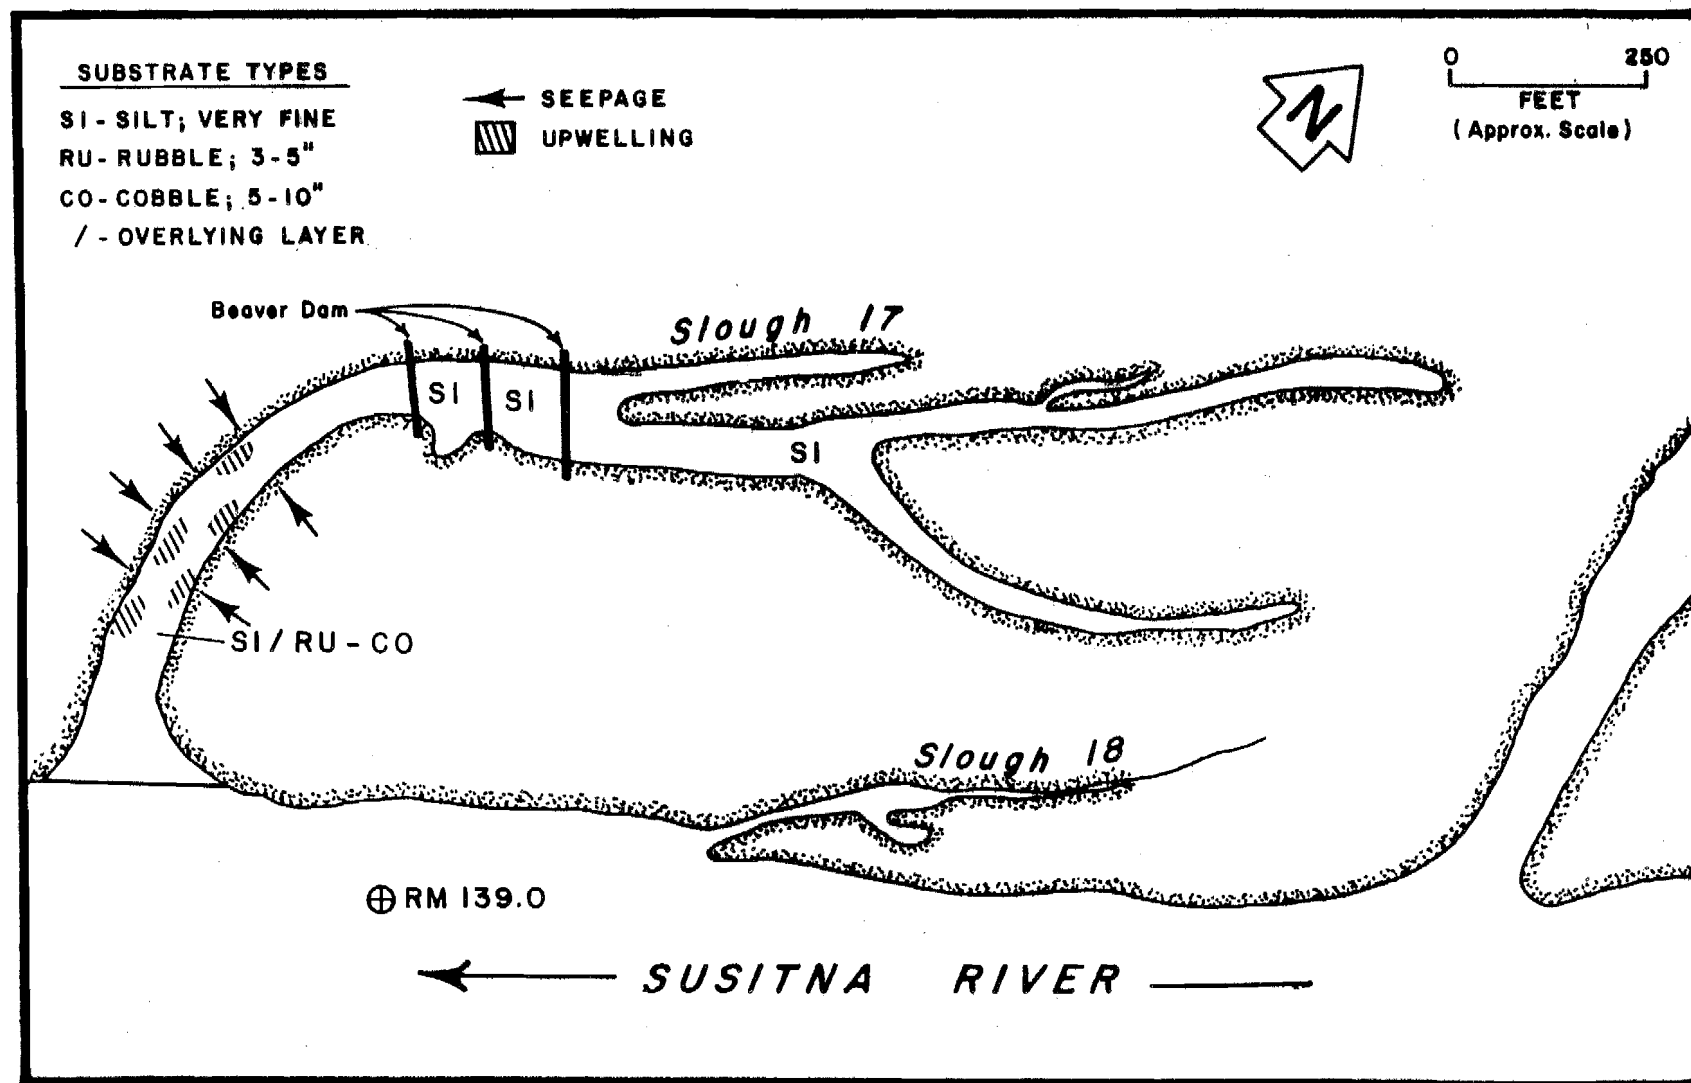 SUBSTRATE TYPES
SI - SILT; VERY FINE
RU - RUBBLE; 3-5"
CO - COBBLE; 5-10"
/ - OVERLYING LAYER
SEEPAGE
UPWELLING
N
0 250
FEET
(Approx. Scale)
Beaver Dam
Slough 17
SI
SI
SI
SI / RU - CO
Slough 18
RM 139.0
SUSITNA RIVER